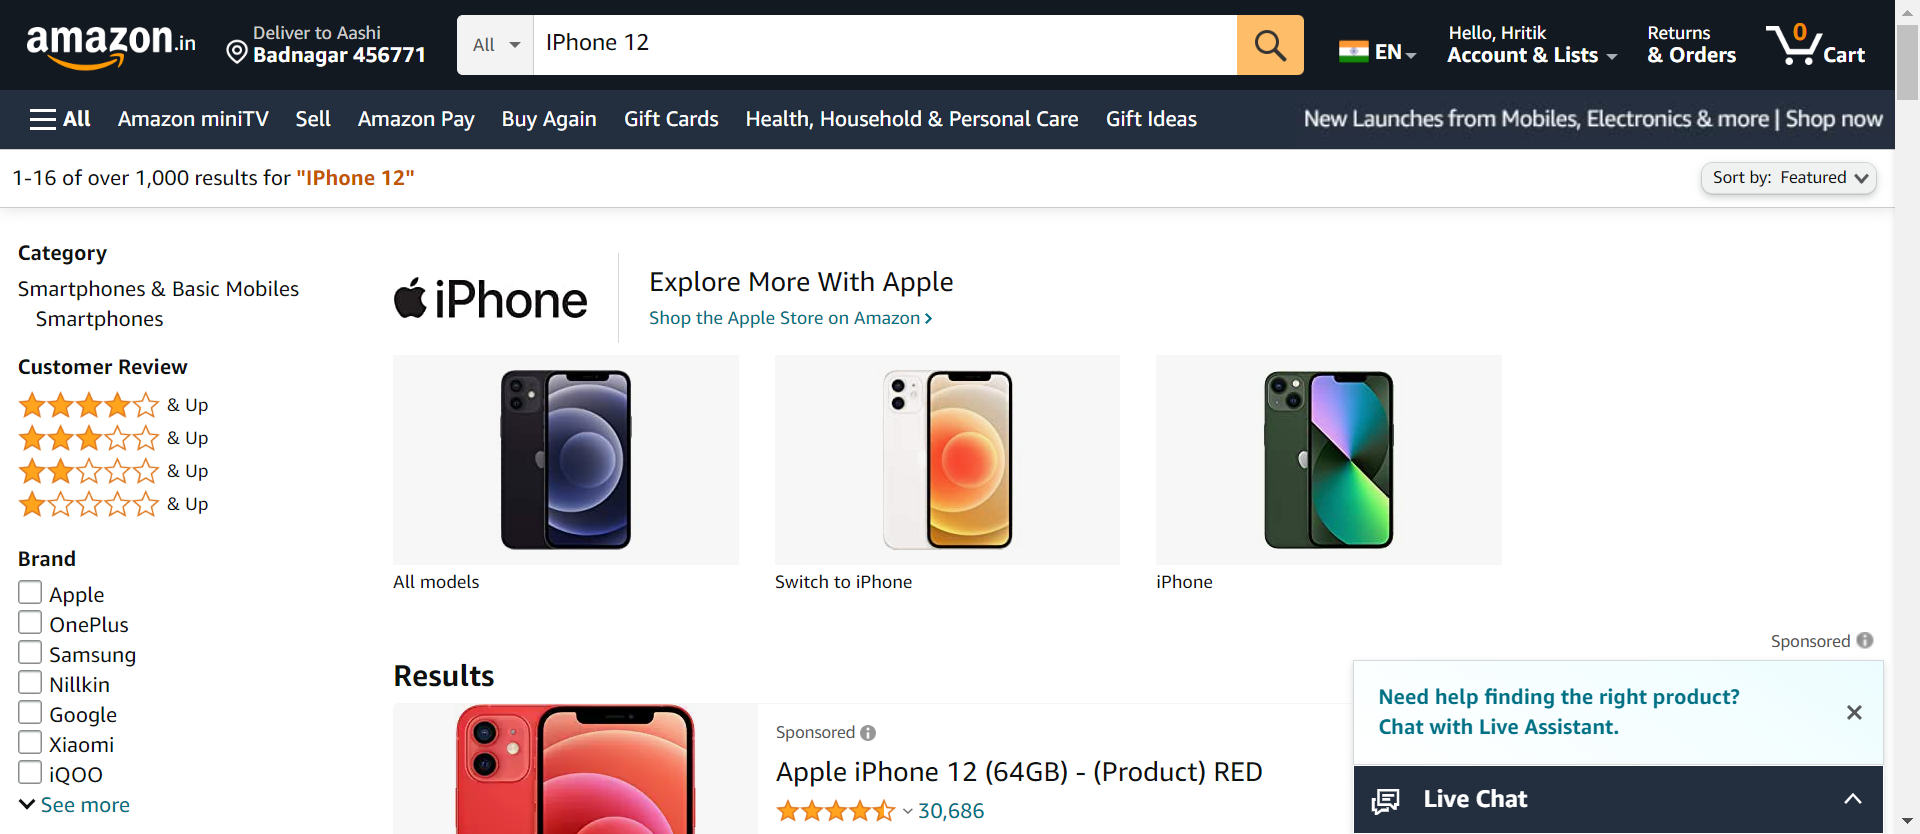 amazon.in
Deliver to Aashi
Badnagar 456771
All
IPhone 12
EN
Hello, Hritik
Account & Lists
Returns
& Orders
0
Cart
All
Amazon miniTV
Sell
Amazon Pay
Buy Again
Gift Cards
Health, Household & Personal Care
Gift Ideas
New Launches from Mobiles, Electronics & more | Shop now
1-16 of over 1,000 results for "IPhone 12"
Sort by: Featured
Category
Smartphones & Basic Mobiles
Smartphones
Customer Review
& Up
& Up
& Up
& Up
Brand
Apple
OnePlus
Samsung
Nillkin
Google
Xiaomi
iQOO
See more
iPhone
Explore More With Apple
Shop the Apple Store on Amazon ›
All models
Switch to iPhone
iPhone
Sponsored
Results
Sponsored
Apple iPhone 12 (64GB) - (Product) RED
30,686
Need help finding the right product?
Chat with Live Assistant.
Live Chat